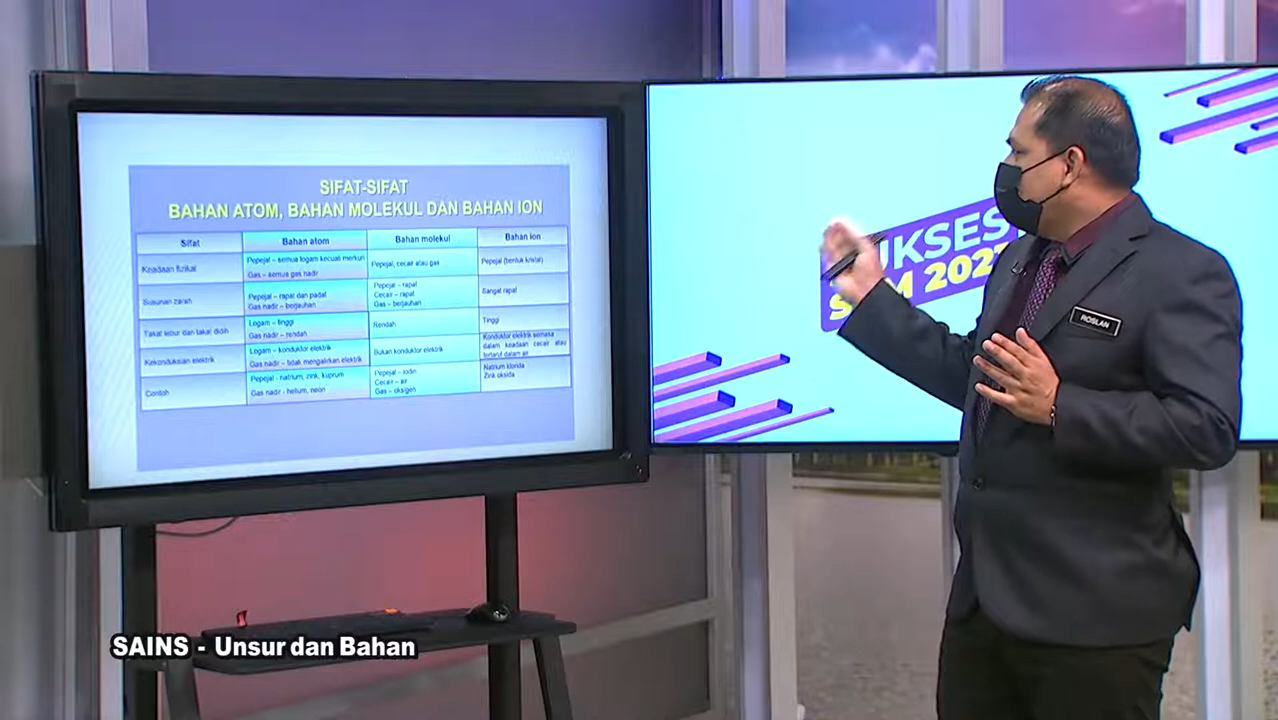 SIFAT-SIFAT
BAHAN ATOM, BAHAN MOLEKUL DAN BAHAN ION
Sifat
Bahan atom
Bahan molekul
Bahan ion
Keadaan fizikal
Pepejal – semua logam kecuali merkuri
Gas – semua gas nadir
Pepejal, cecair atau gas
Pepejal (bentuk kristal)
Susunan zarah
Pepejal – rapat dan padat
Gas nadir – berjauhan
Pepejal – rapat
Cecair – rapat
Gas – berjauhan
Sangat rapat
Takat lebur dan takat didih
Logam – tinggi
Gas nadir – rendah
Rendah
Tinggi
Kekonduksian elektrik
Logam – konduktor elektrik
Gas nadir – tidak mengalirkan elektrik
Bukan konduktor elektrik
Konduktor elektrik semasa
dalam keadaan cecair atau
terlarut dalam air
Contoh
Pepejal - natrium, zink, kuprum
Gas nadir - helium, neon
Pepejal – iodin
Cecair – air
Gas – oksigen
Natrium klorida
Zink oksida
UKSES
M 202
ROSLAN
SAINS - Unsur dan Bahan